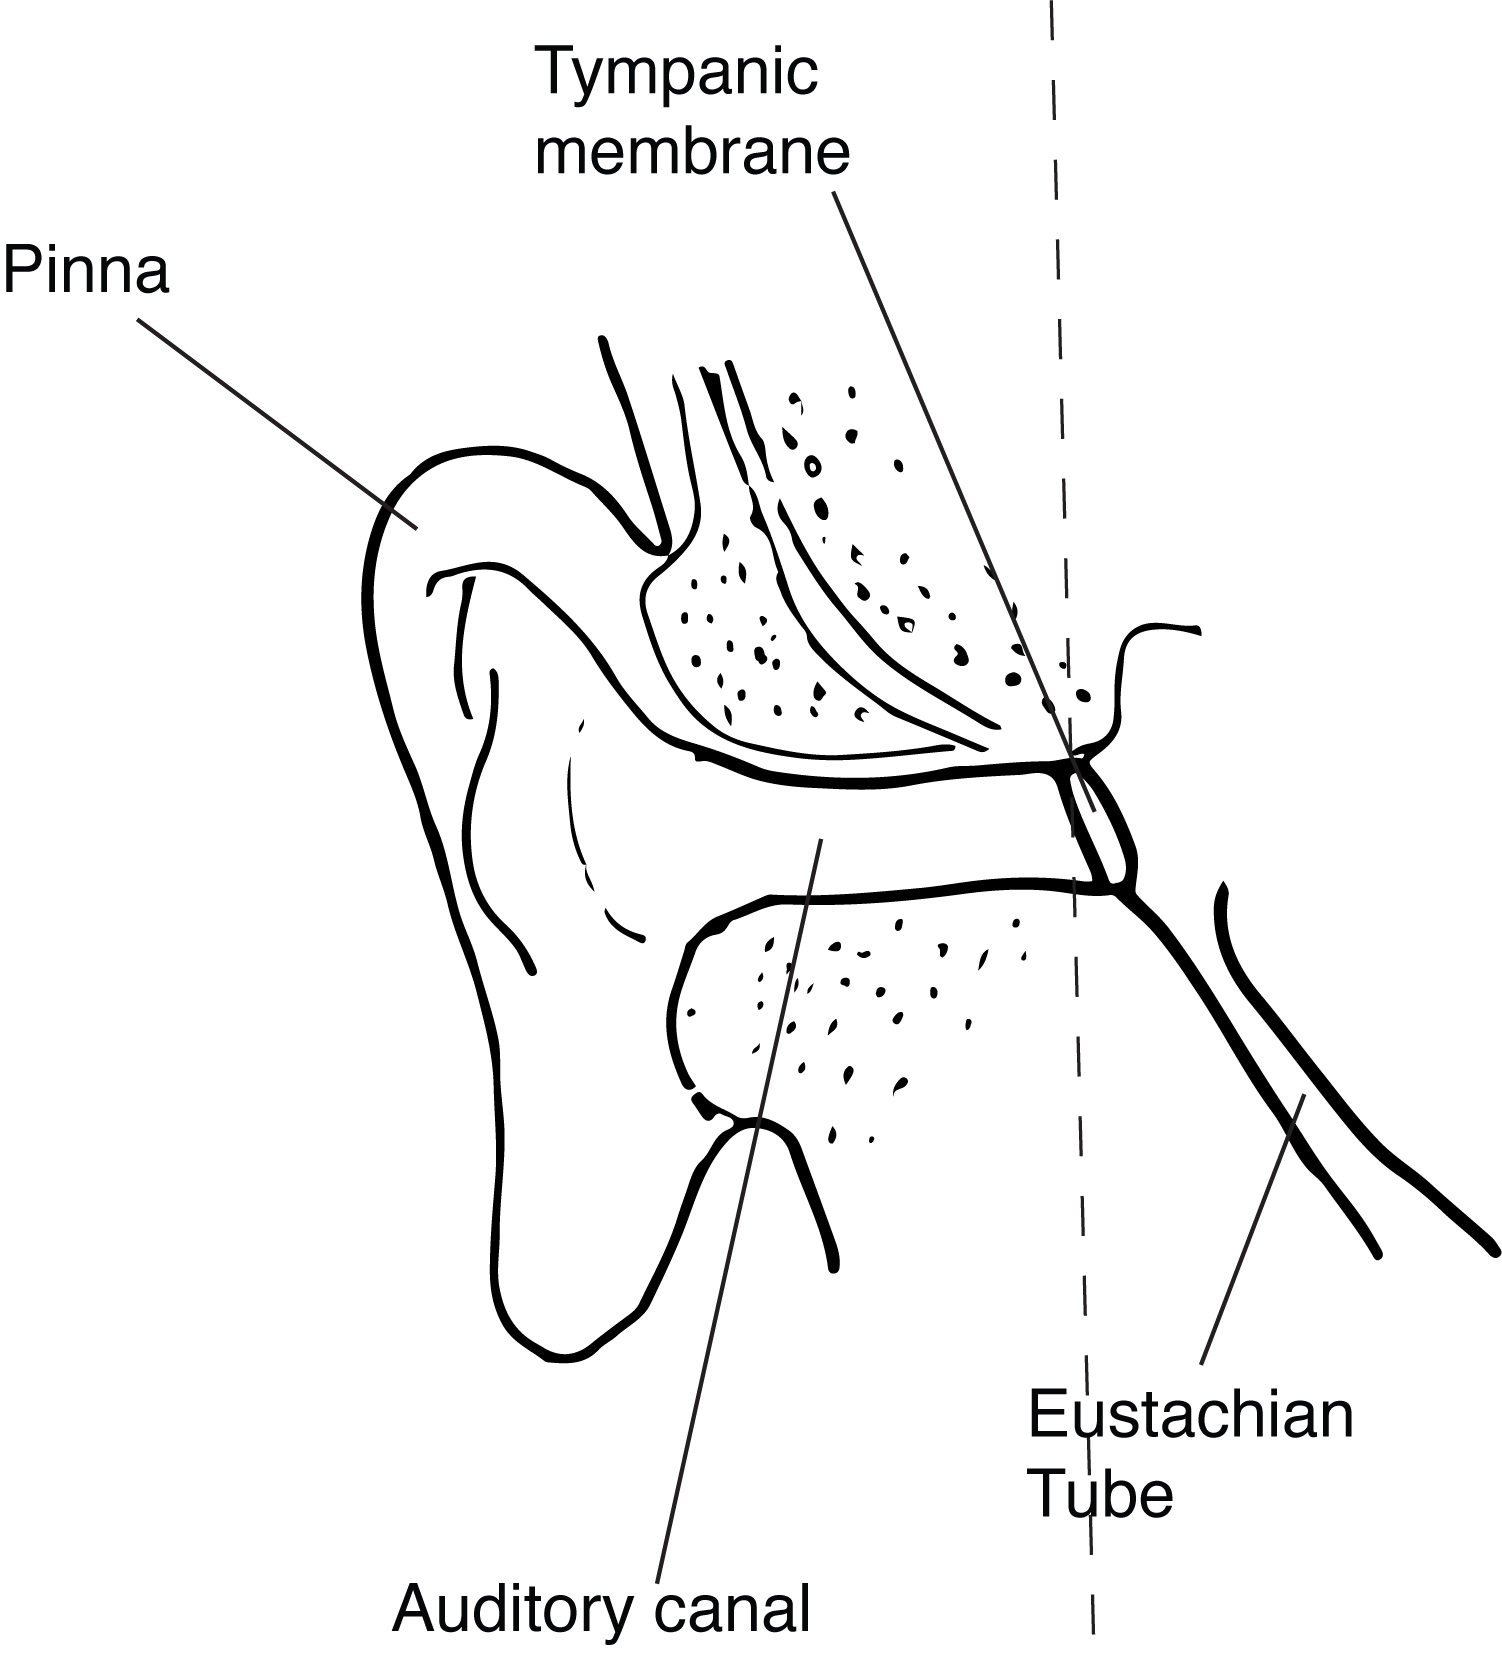 Tympanic
membrane
Pinna
Eustachian
Tube
Auditory canal